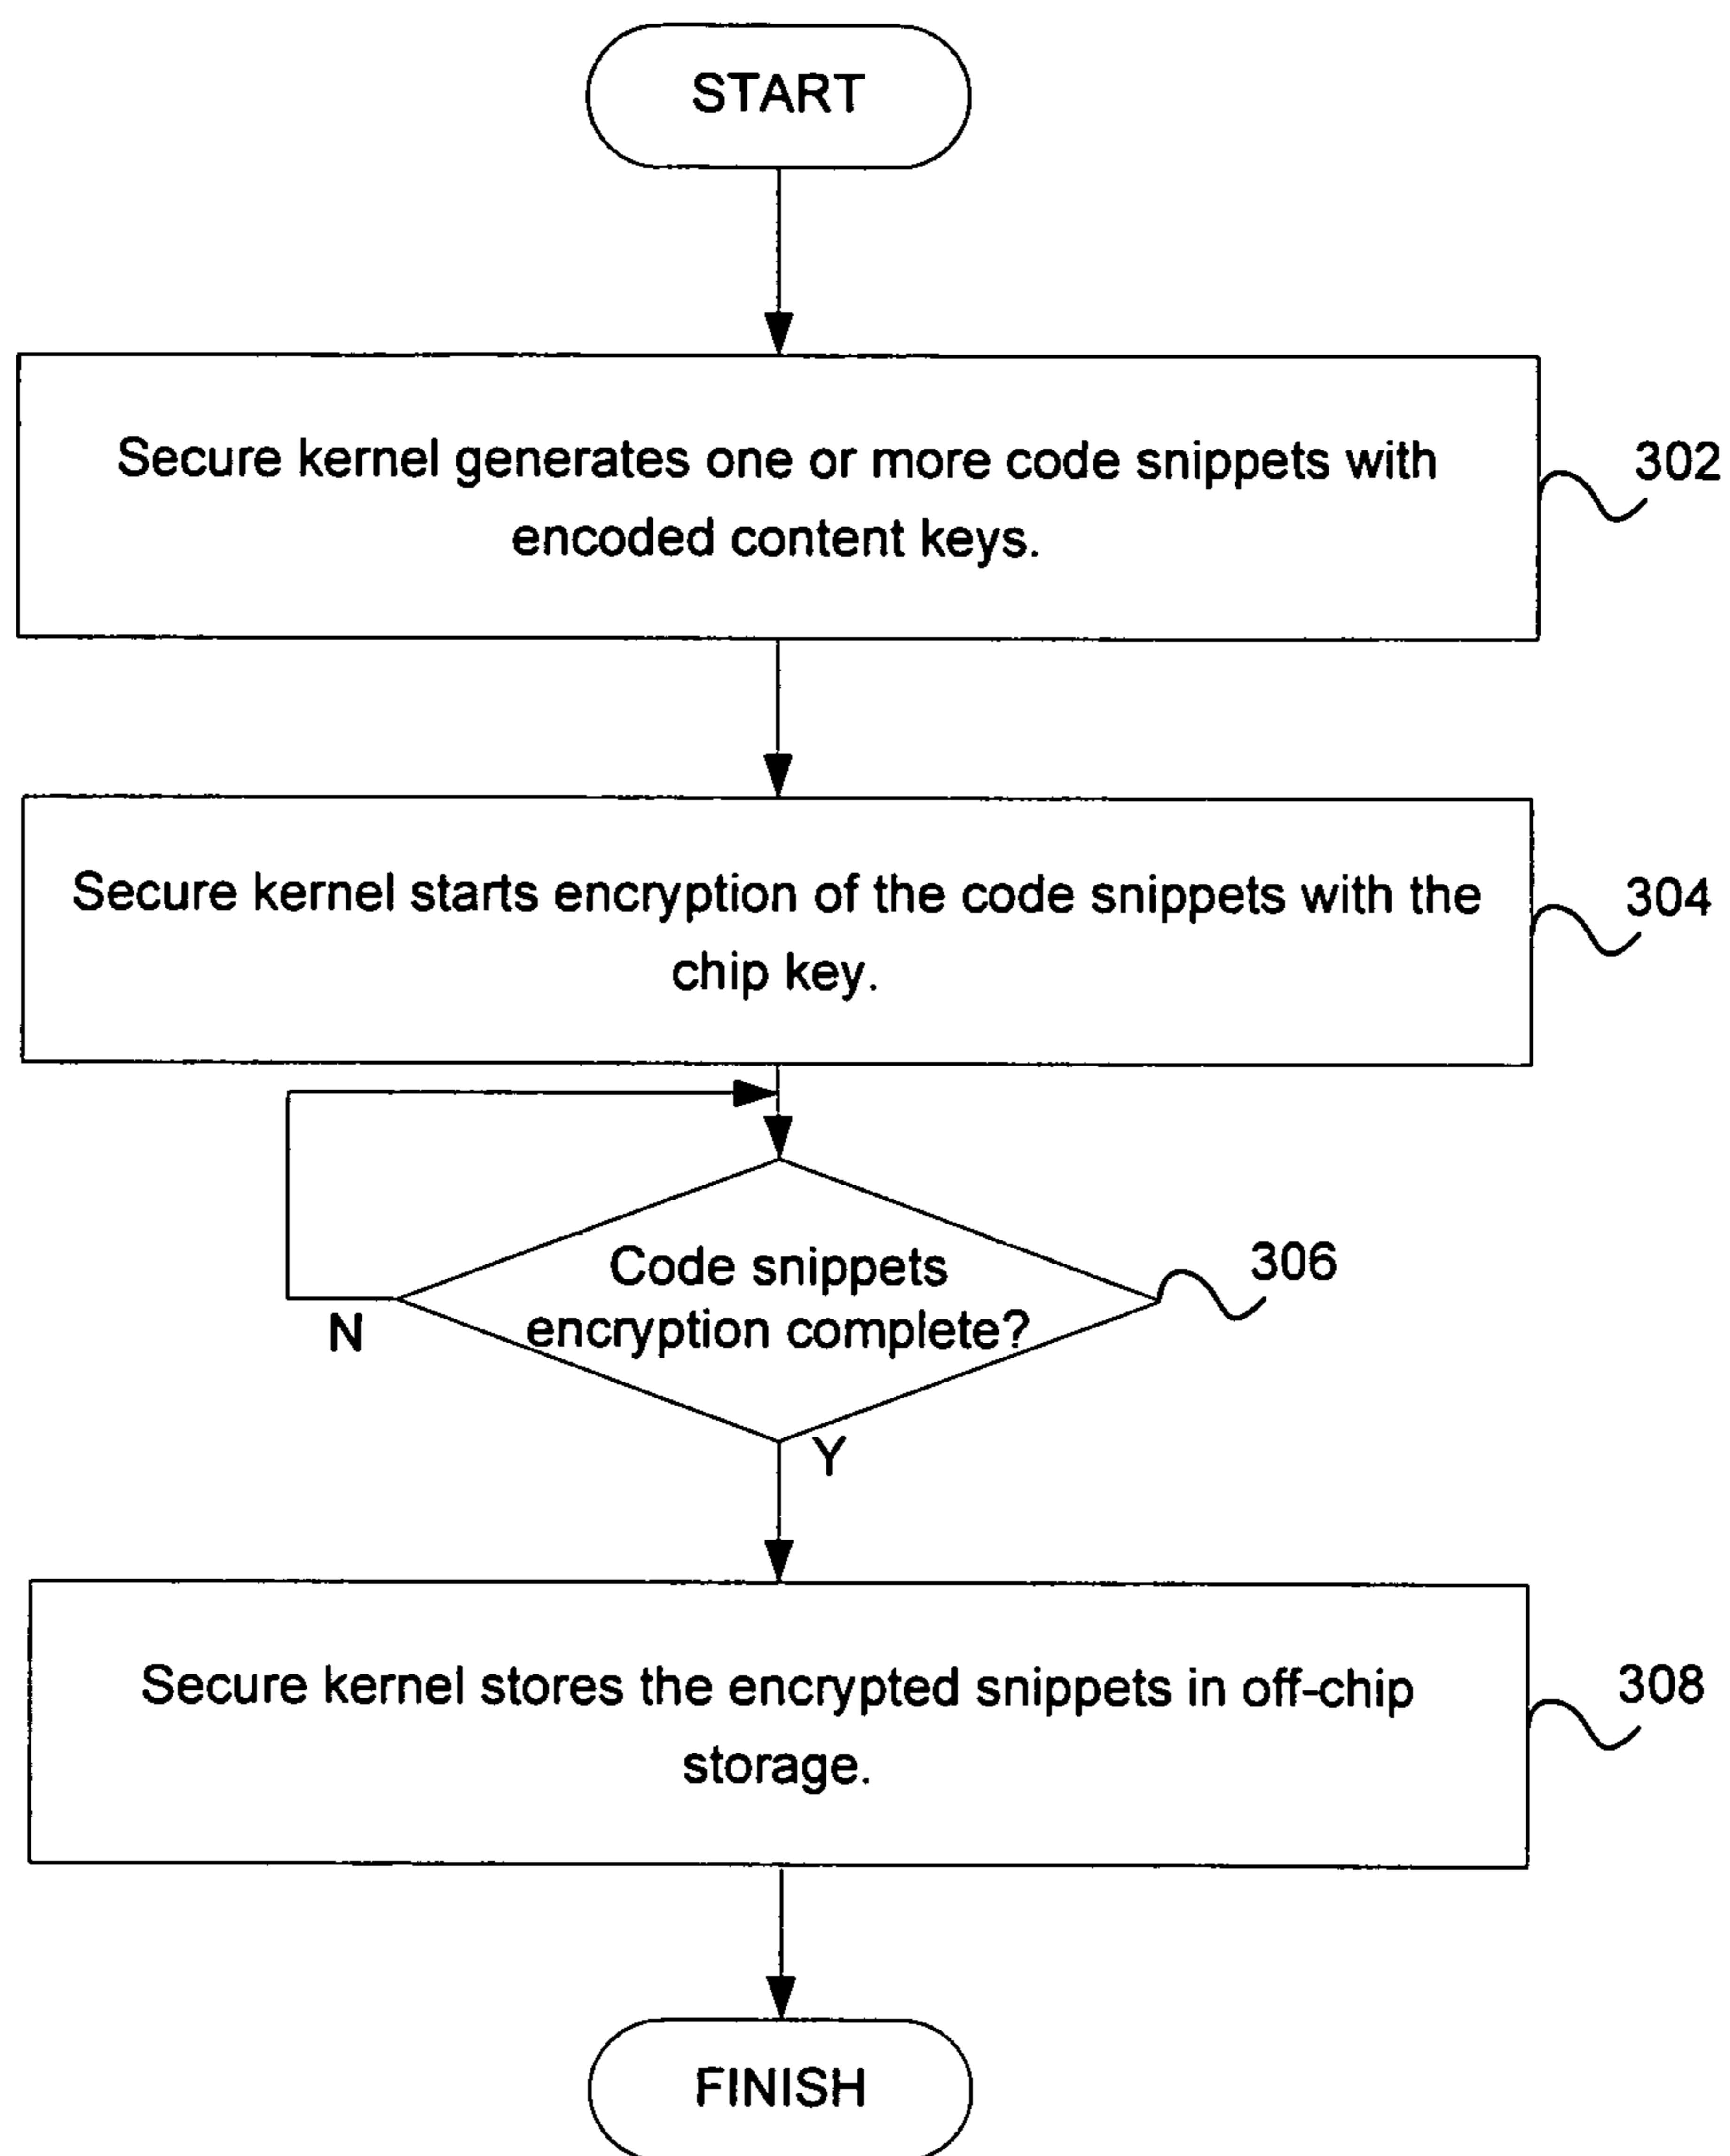 START
Secure kernel generates one or more code snippets with
encoded content keys.
302
Secure kernel starts encryption of the code snippets with the
chip key.
304
Code snippets
encryption complete?
306
N
Y
Secure kernel stores the encrypted snippets in off-chip
storage.
308
FINISH